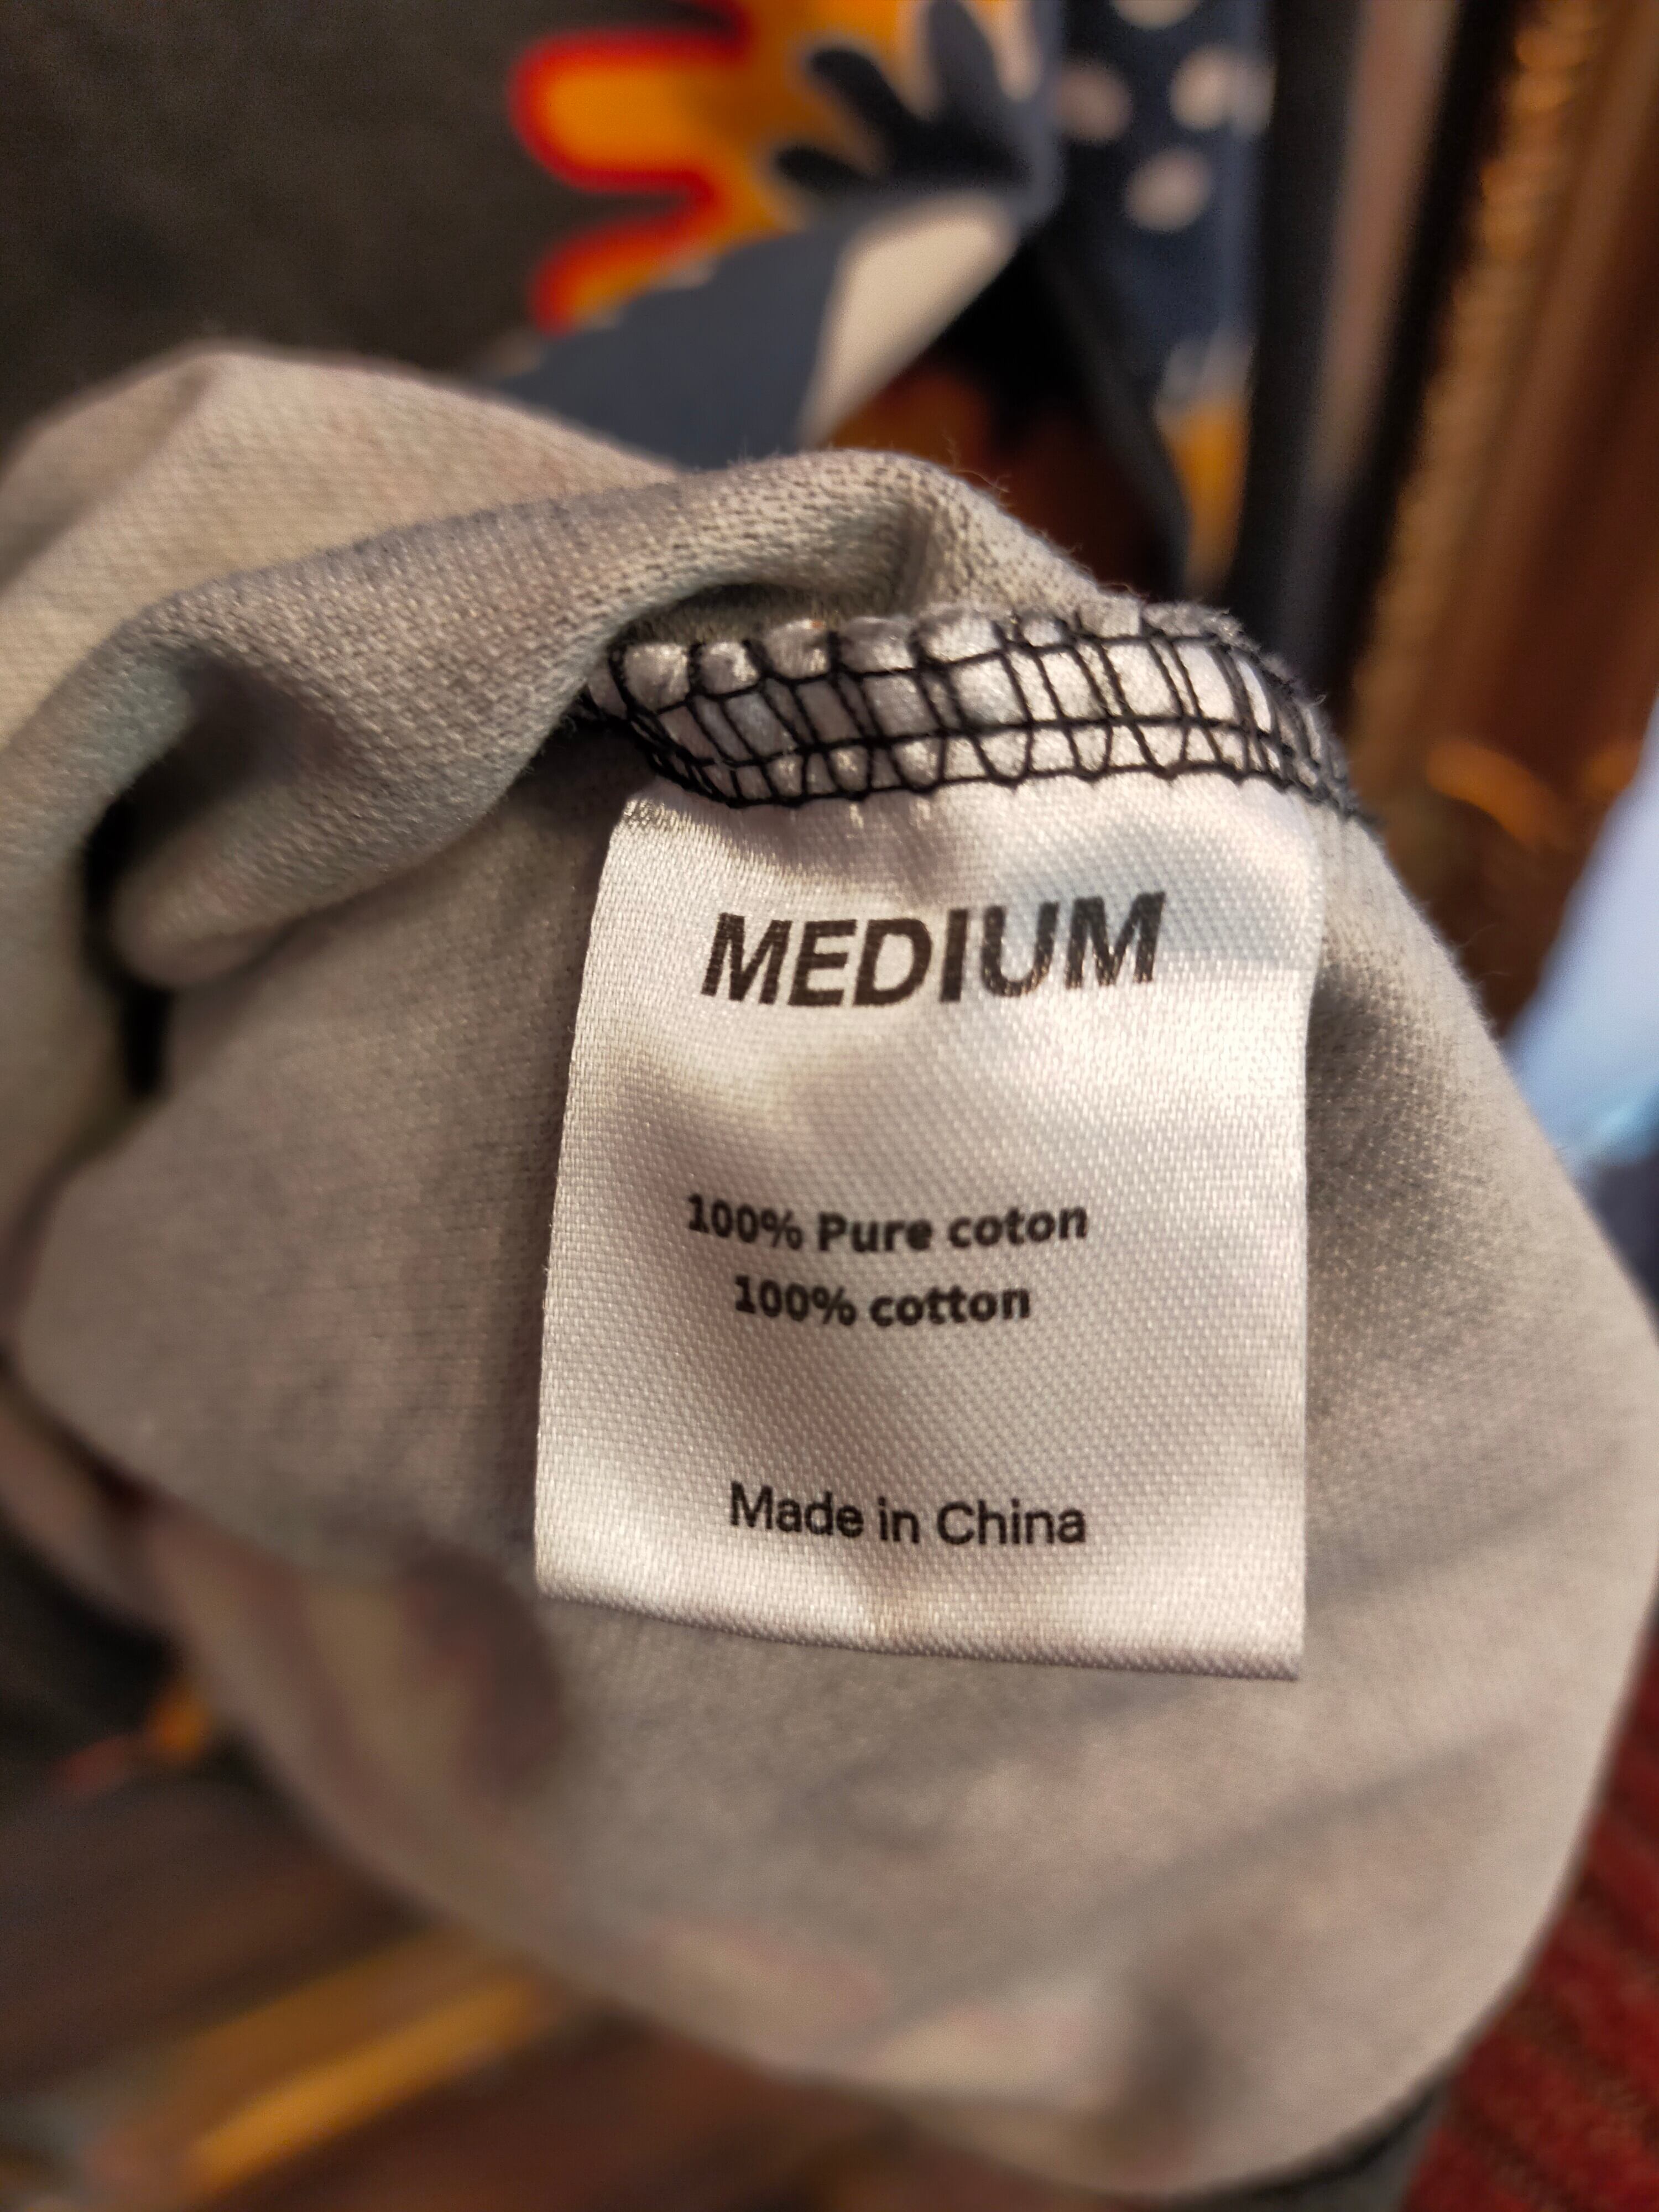 MEDIUM
100% Pure coton
100% cotton
Made in China